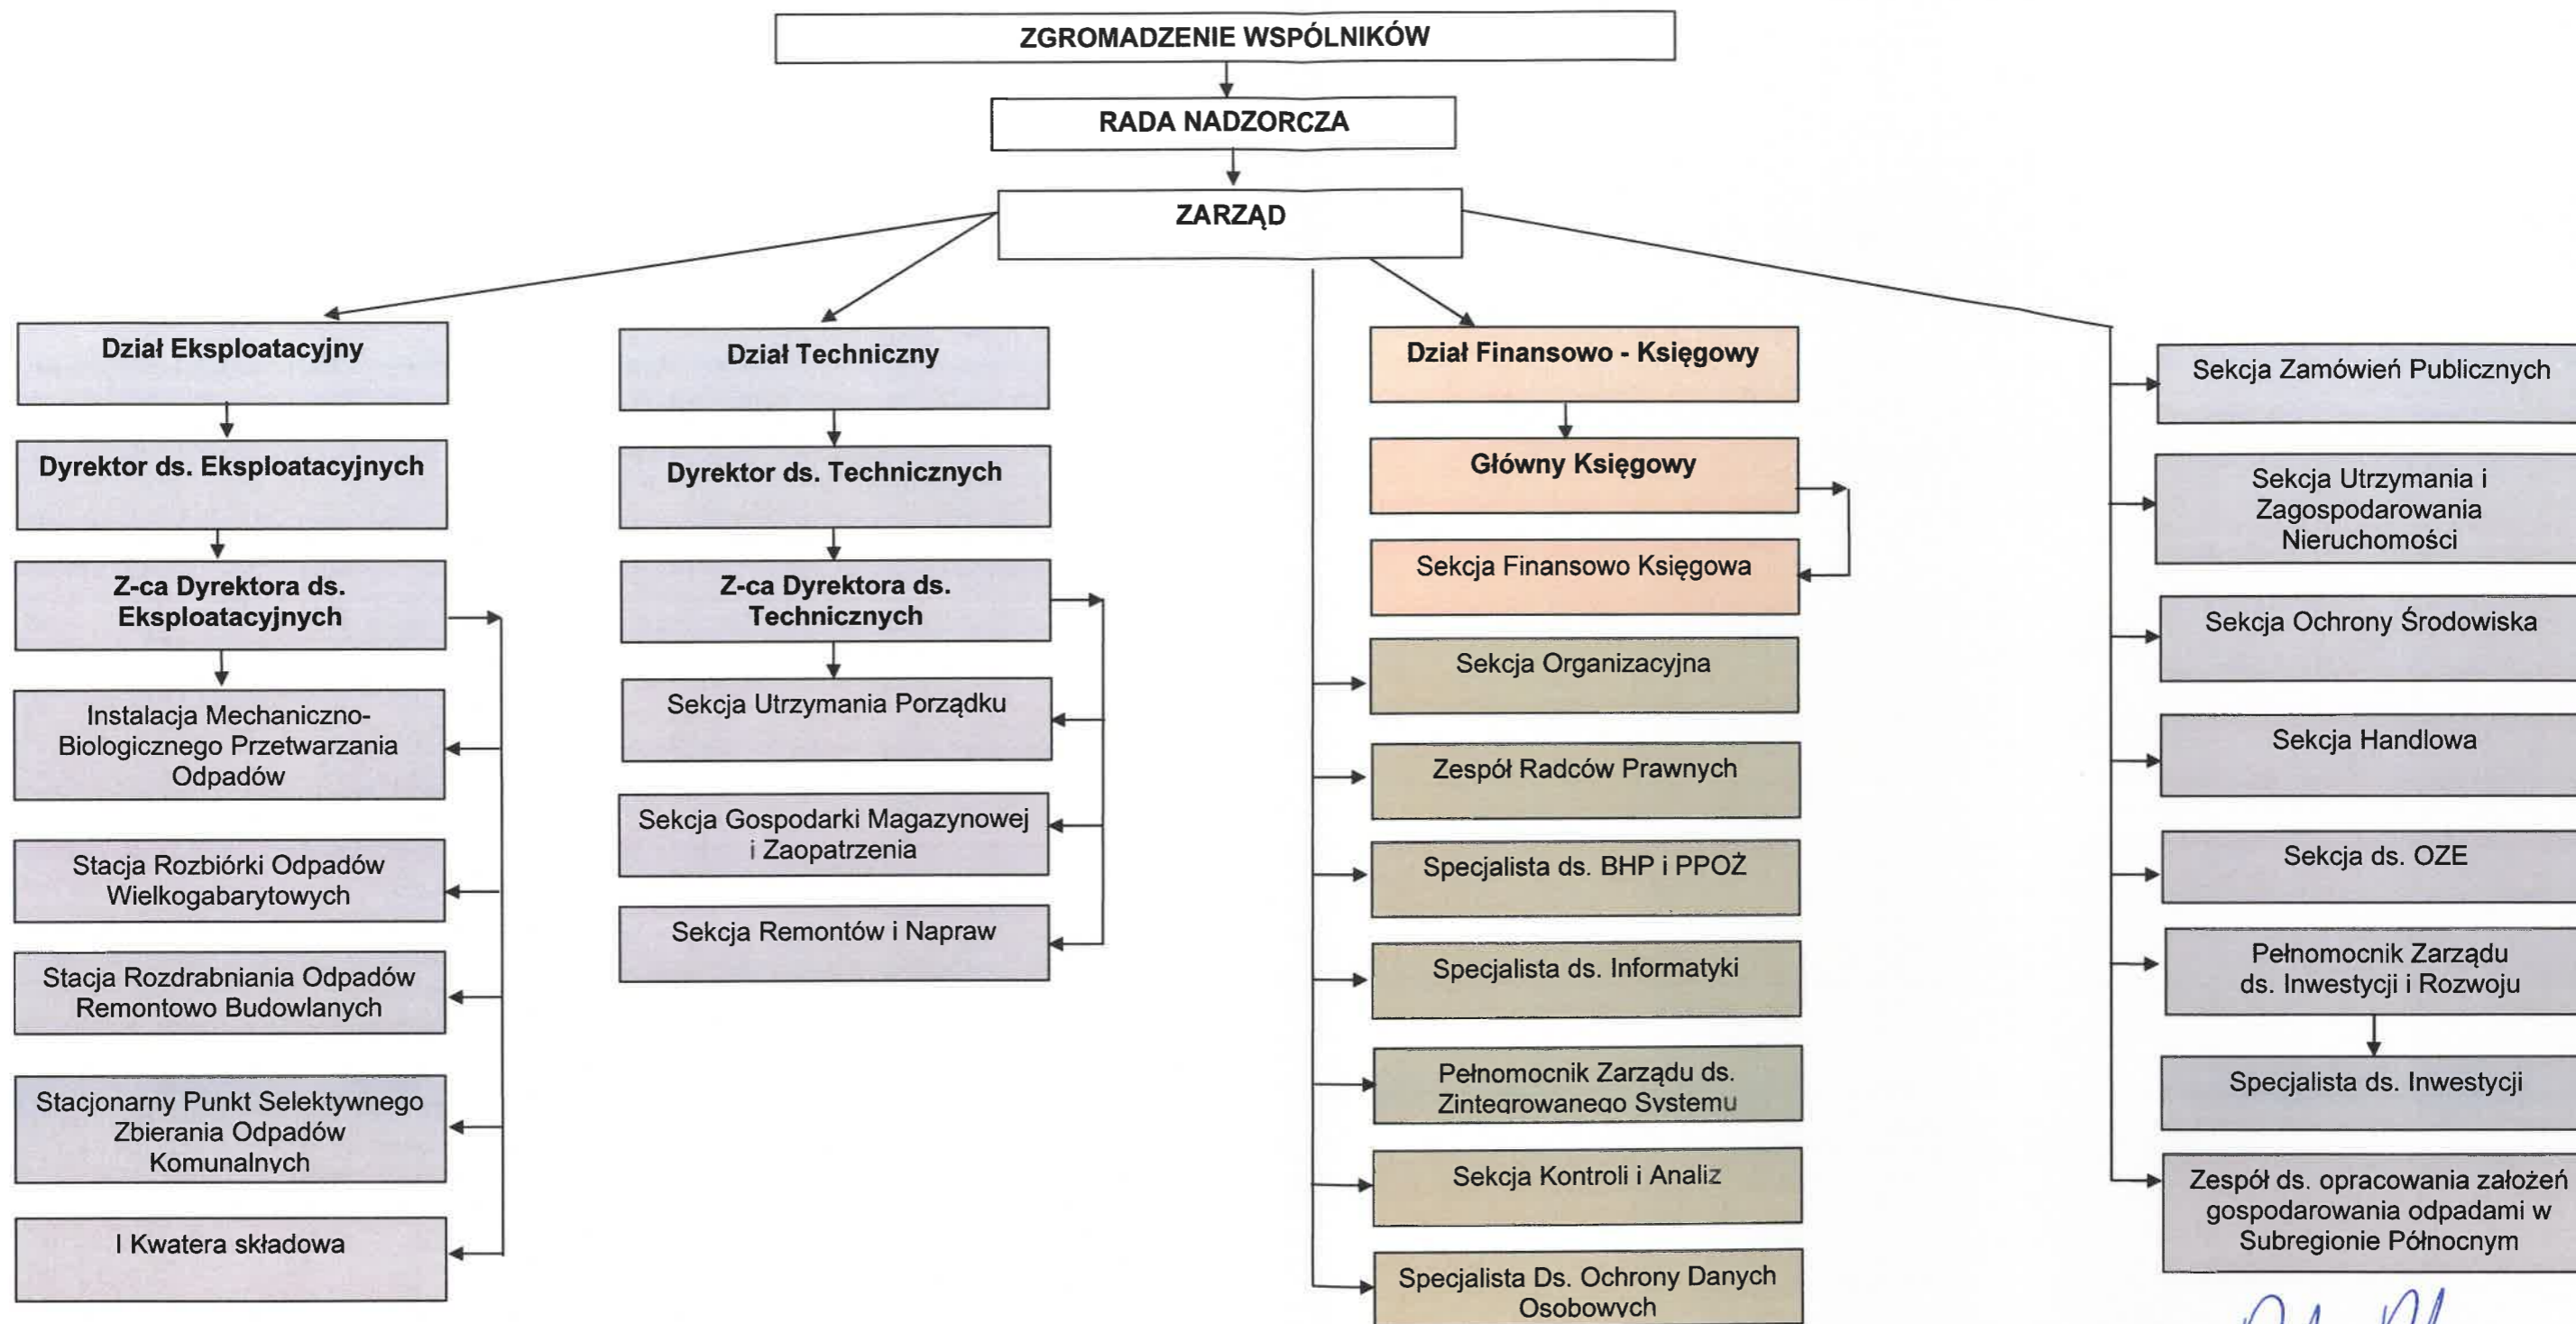 ZGROMADZENIE WSPÓLNIKÓW
RADA NADZORCZA
ZARZĄD
Dział Eksploatacyjny
Dyrektor ds. Eksploatacyjnych
Z-ca Dyrektora ds.
Eksploatacyjnych
Instalacja Mechaniczno-
Biologicznego Przetwarzania
Odpadów
Stacja Rozbiórki Odpadów
Wielkogabarytowych
Stacja Rozdrabniania Odpadów
Remontowo Budowlanych
Stacjonarny Punkt Selektywnego
Zbierania Odpadów
Komunalnych
I Kwatera składowa
Dział Techniczny
Dyrektor ds. Technicznych
Z-ca Dyrektora ds.
Technicznych
Sekcja Utrzymania Porządku
Sekcja Gospodarki Magazynowej
i Zaopatrzenia
Sekcja Remontów i Napraw
Dział Finansowo - Księgowy
Główny Księgowy
Sekcja Finansowo Księgowa
Sekcja Organizacyjna
Zespół Radców Prawnych
Specjalista ds. BHP i PPOŻ
Specjalista ds. Informatyki
Pełnomocnik Zarządu ds.
Zintegrowanego Systemu
Sekcja Kontroli i Analiz
Specjalista Ds. Ochrony Danych
Osobowych
Sekcja Zamówień Publicznych
Sekcja Utrzymania i
Zagospodarowania
Nieruchomości
Sekcja Ochrony Środowiska
Sekcja Handlowa
Sekcja ds. OZE
Pełnomocnik Zarządu
ds. Inwestycji i Rozwoju
Specjalista ds. Inwestycji
Zespół ds. opracowania założeń
gospodarowania odpadami w
Subregionie Północnym